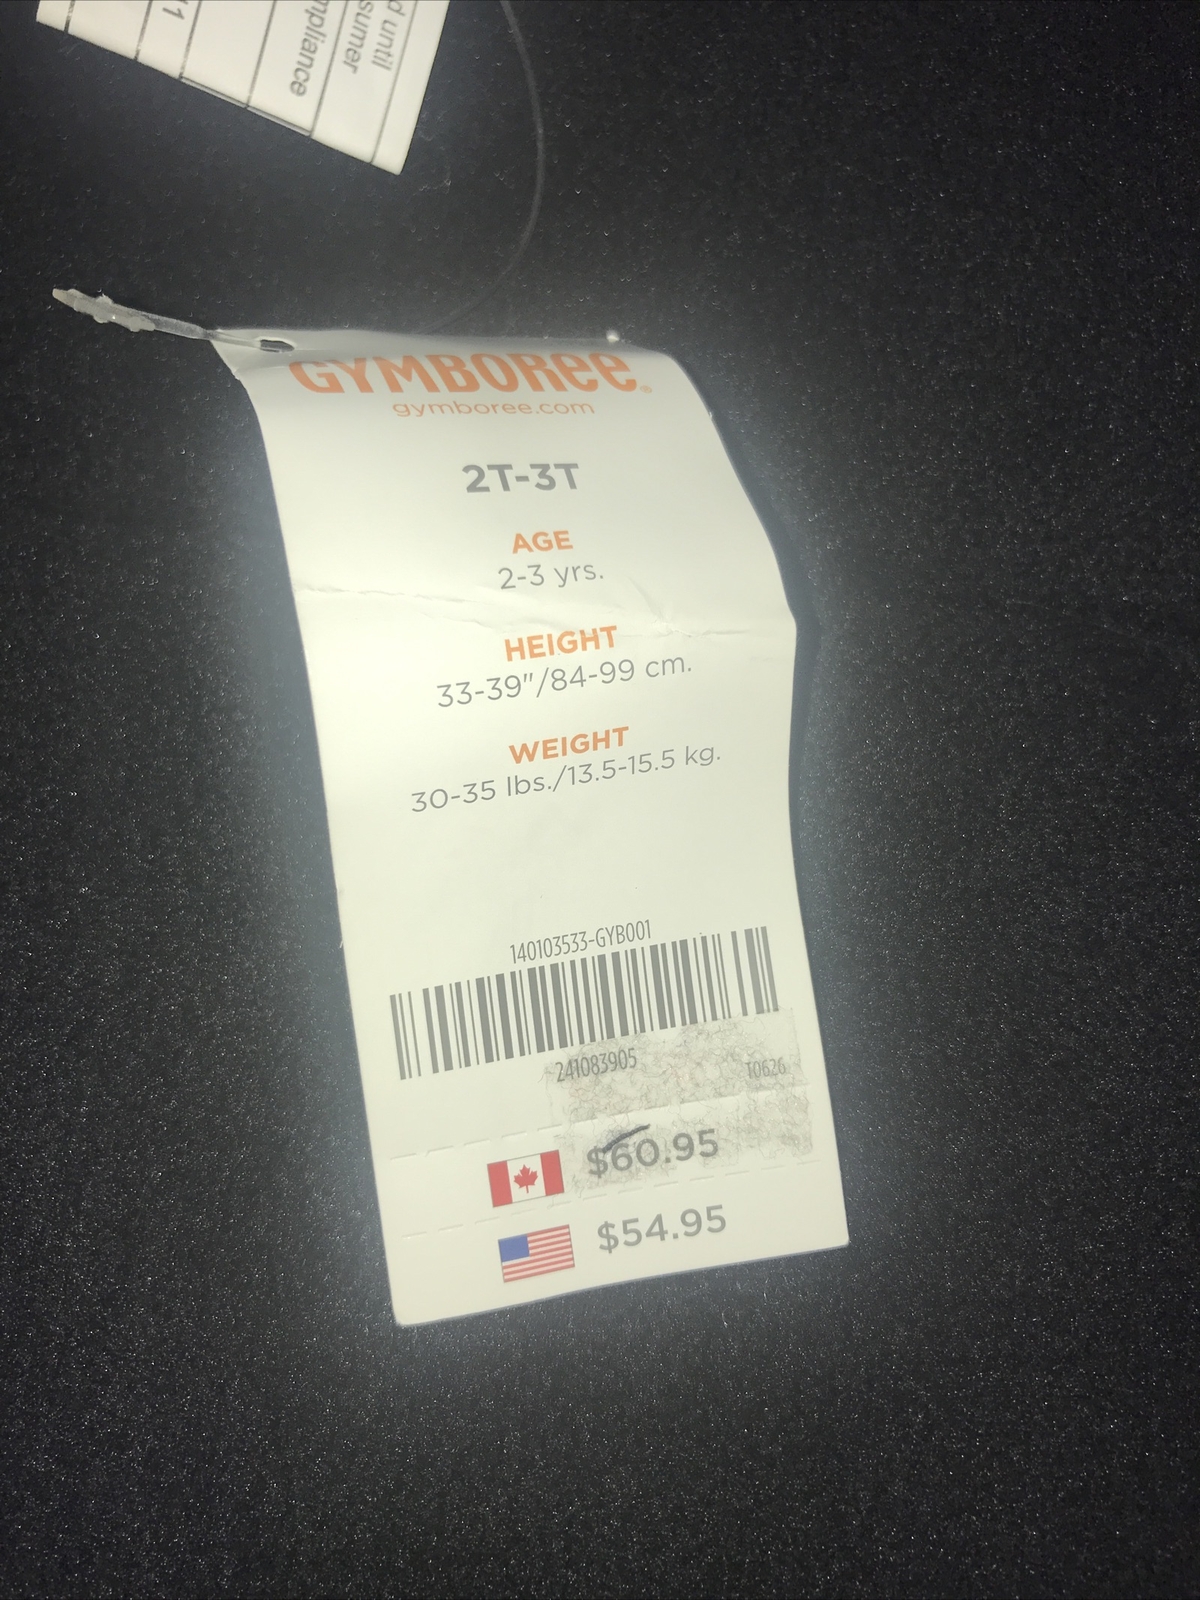 d until
sumer
mpliance
11
GYMBOREE®
gymboree.com
2T-3T
AGE
2-3 yrs.
HEIGHT
33-39"/84-99 cm.
WEIGHT
30-35 lbs./13.5-15.5 kg.
140103533-GYB001
241083905
T0626
$60.95
$54.95